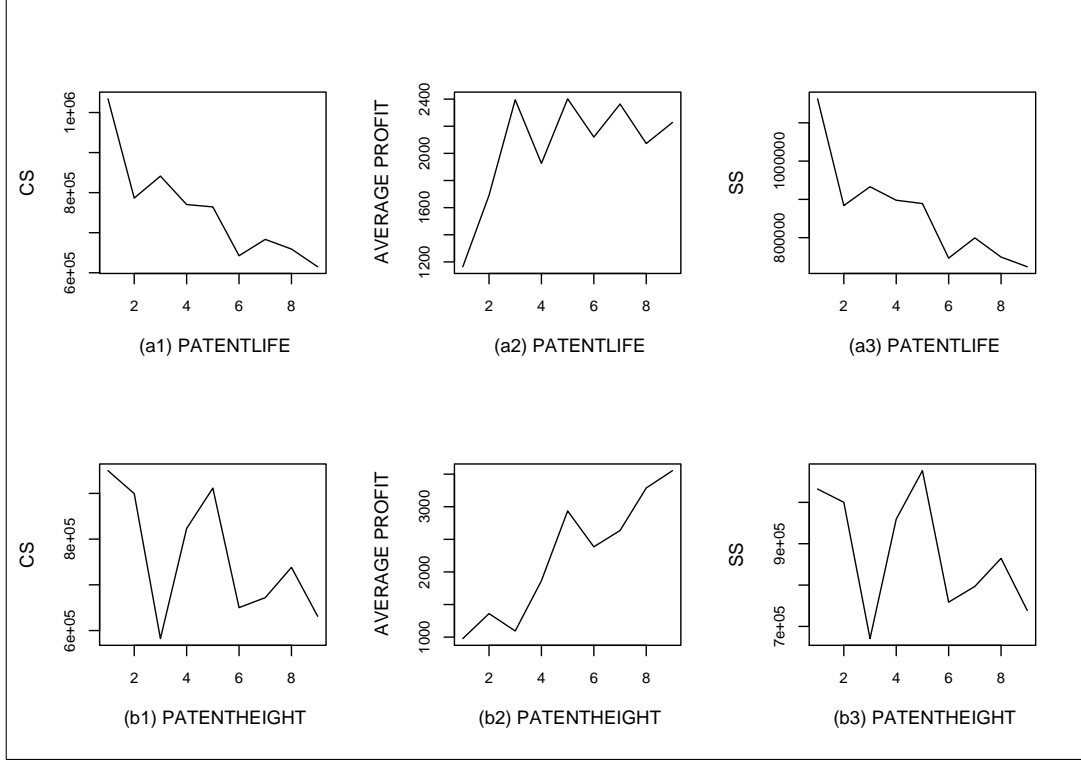 CS
6e+05 8e+05 1e+06
2 4 6 8
(a1) PATENTLIFE
AVERAGE PROFIT
1200 1600 2000 2400
2 4 6 8
(a2) PATENTLIFE
SS
800000 1000000
2 4 6 8
(a3) PATENTLIFE
CS
6e+05 8e+05
2 4 6 8
(b1) PATENTHEIGHT
AVERAGE PROFIT
1000 2000 3000
2 4 6 8
(b2) PATENTHEIGHT
SS
7e+05 9e+05
2 4 6 8
(b3) PATENTHEIGHT